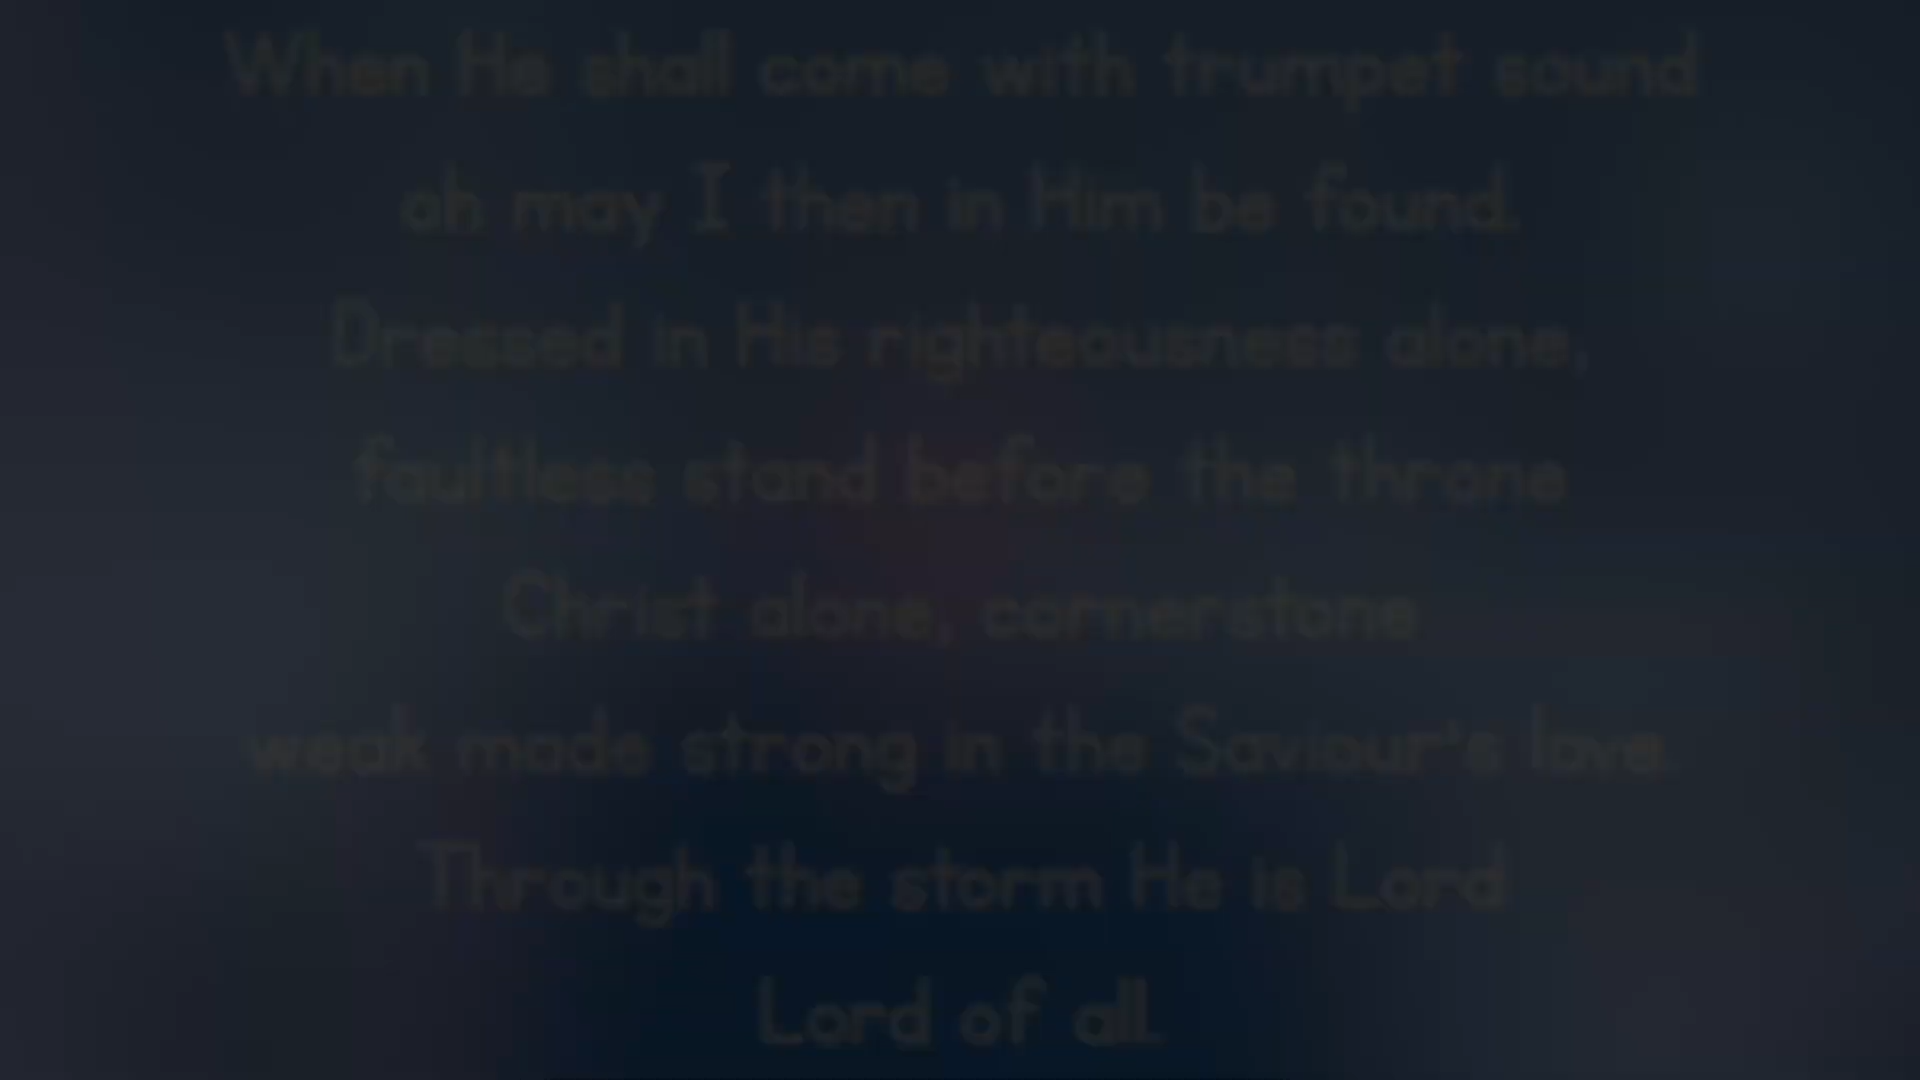 When He shall come with trumpet sound
oh may I then in Him be found.
Dressed in His righteousness alone,
faultless stand before the throne
Christ alone, cornerstone
weak made strong in the Saviour's love.
Through the storm He is Lord
Lord of all.